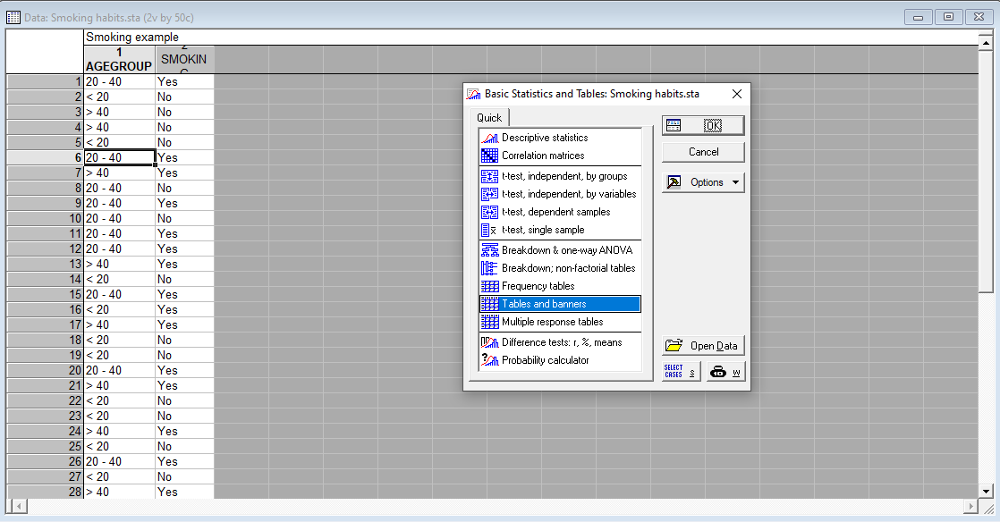 Data: Smoking habits.sta (2v by 50c)
Smoking example
1 2
AGEGROUP SMOKIN
1 20 - 40 Yes
2 < 20 No
3 > 40 No
4 > 40 No
5 < 20 No
6 20 - 40 Yes
7 > 40 Yes
8 20 - 40 No
9 20 - 40 Yes
10 20 - 40 No
11 20 - 40 Yes
12 20 - 40 Yes
13 > 40 Yes
14 < 20 No
15 20 - 40 Yes
16 < 20 Yes
17 > 40 Yes
18 < 20 No
19 < 20 No
20 20 - 40 Yes
21 > 40 Yes
22 < 20 No
23 < 20 No
24 > 40 Yes
25 < 20 No
26 20 - 40 Yes
27 < 20 No
28 > 40 Yes
Basic Statistics and Tables: Smoking habits.sta
Quick
Descriptive statistics
Correlation matrices
t-test, independent, by groups
t-test, independent, by variables
t-test, dependent samples
t-test, single sample
Breakdown & one-way ANOVA
Breakdown; non-factorial tables
Frequency tables
Tables and banners
Multiple response tables
Difference tests: r, %, means
Probability calculator
OK
Cancel
Options
Open Data
SELECT
CASES S
W